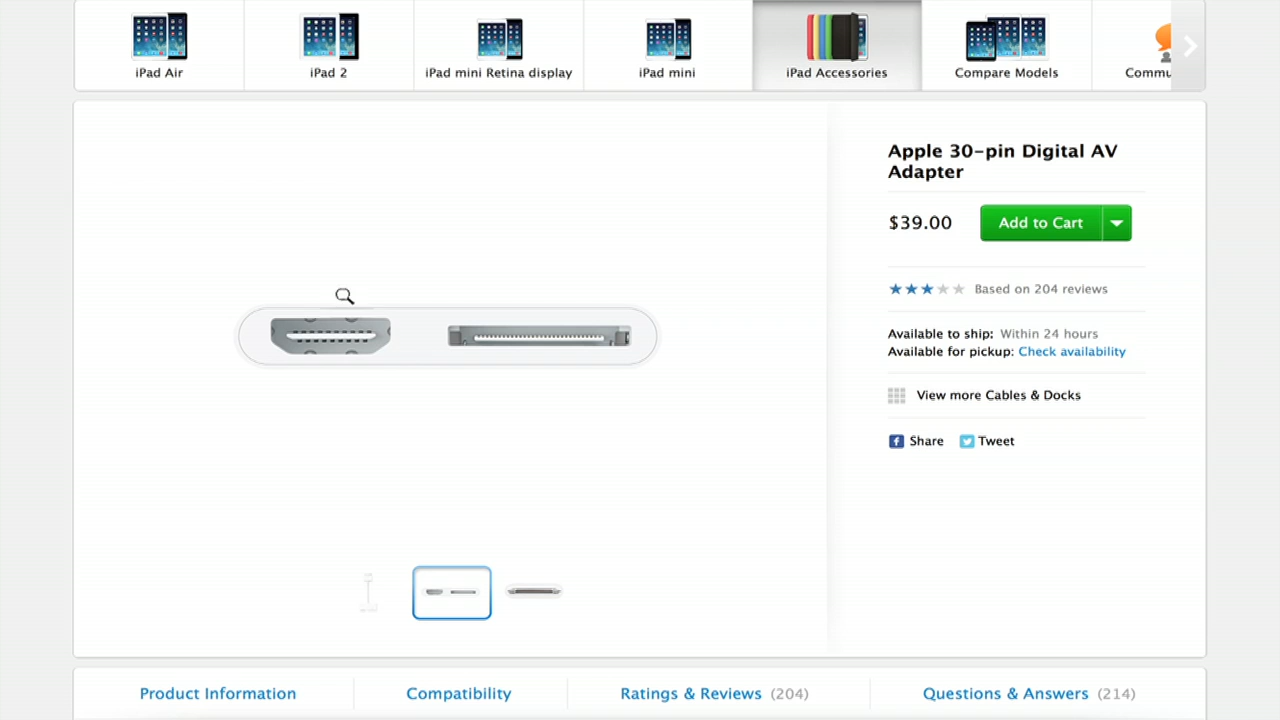 iPad Air
iPad 2
iPad mini Retina display
iPad mini
iPad Accessories
Compare Models
Commu
Apple 30-pin Digital AV
Adapter
$39.00
Add to Cart
Based on 204 reviews
Available to ship: Within 24 hours
Available for pickup: Check availability
View more Cables & Docks
Share
Tweet
Product Information
Compatibility
Ratings & Reviews (204)
Questions & Answers (214)